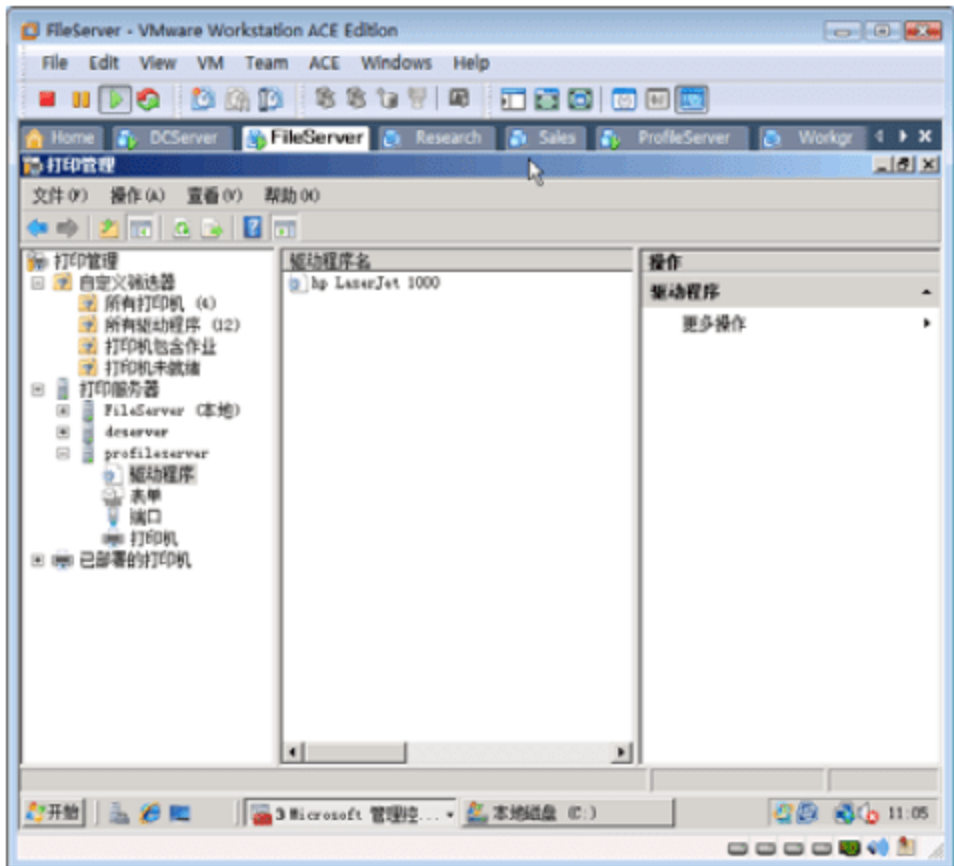 FileServer - VMware Workstation ACE Edition
File Edit View VM Team ACE Windows Help
Home DCServer FileServer Research Sales ProfileServer Workgr
打印管理
文件(F) 操作(A) 查看(V) 帮助(H)
打印管理
自定义筛选器
所有打印机 (4)
所有驱动程序 (12)
打印机包含作业
打印机未就绪
打印服务器
FileServer (本地)
dcserver
profileserver
驱动程序
表单
端口
打印机
已部署的打印机
驱动程序名
hp LaserJet 1000
操作
驱动程序
更多操作
开始 3 Microsoft 管理控... 本地磁盘 (C:) 11:05